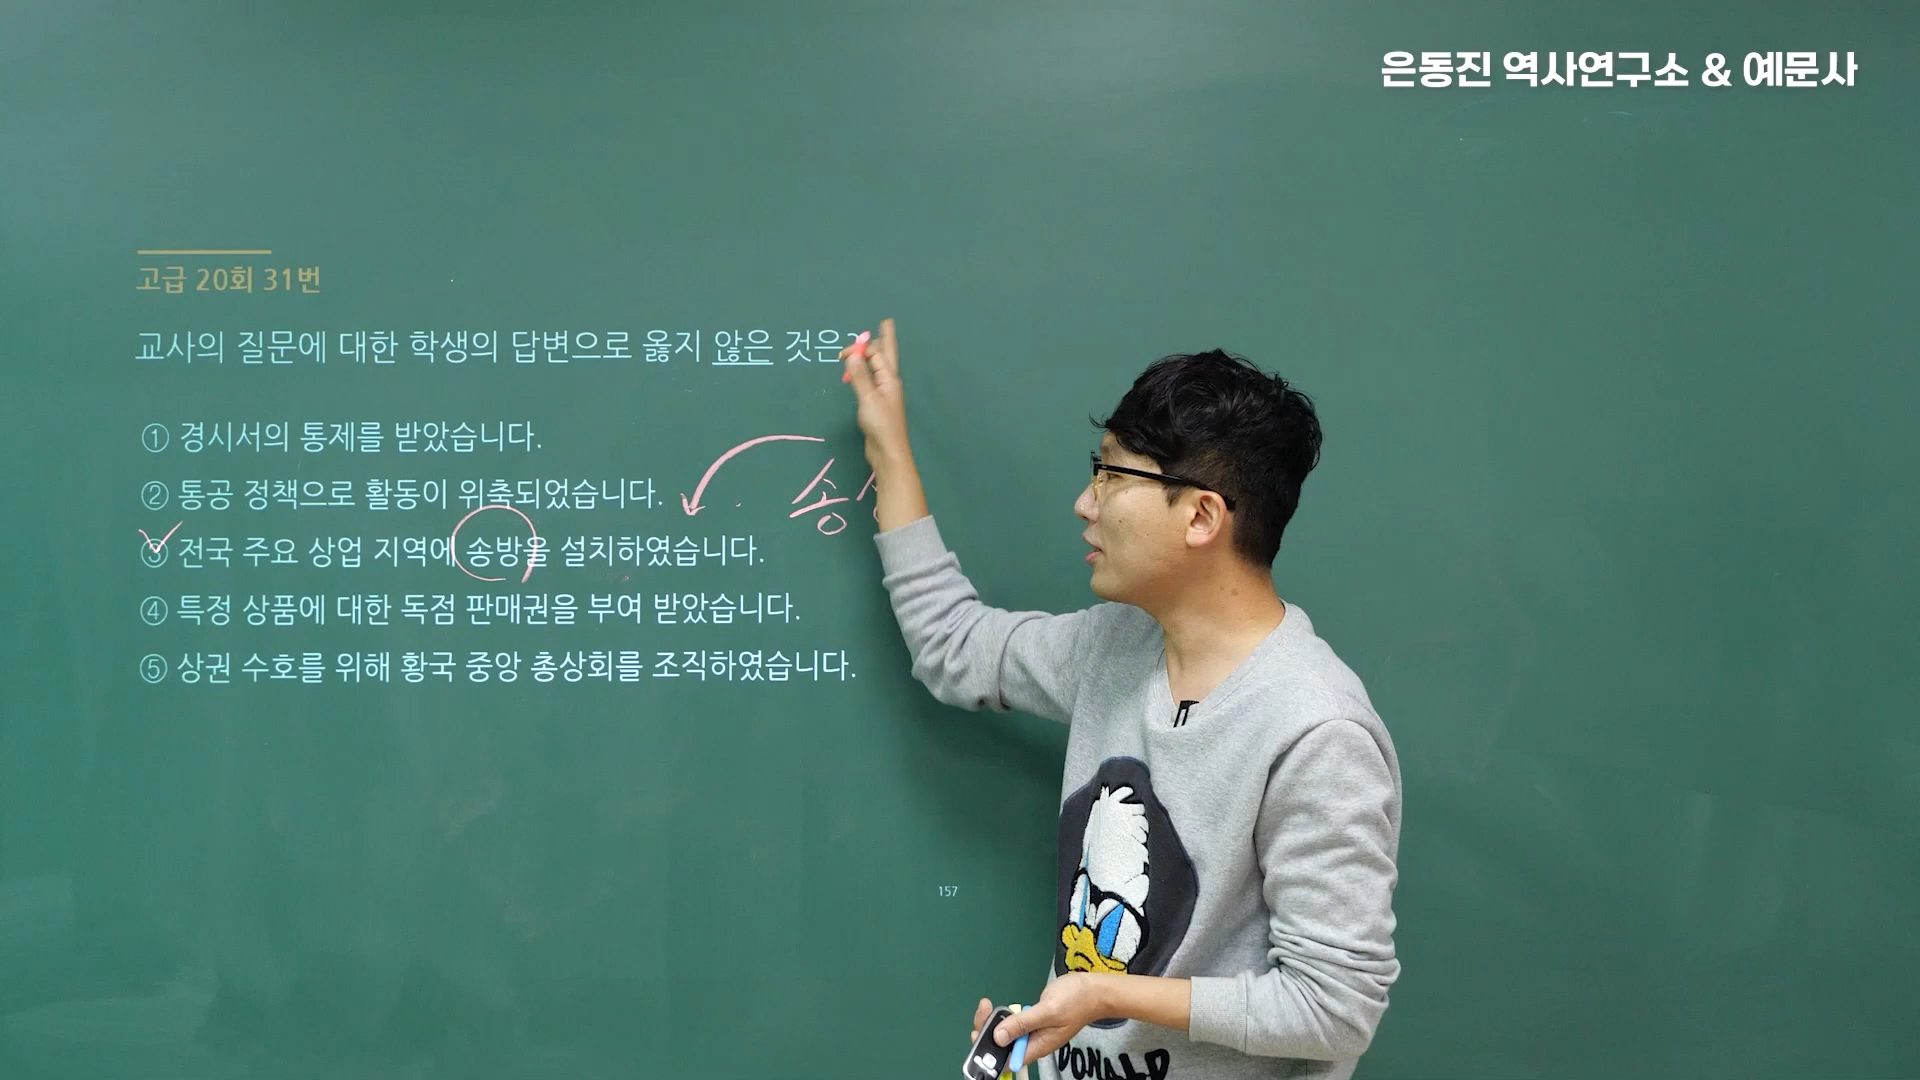 은동진 역사연구소 & 예문사
고급 20회 31번
교사의 질문에 대한 학생의 답변으로 옳지 않은 것은?
① 경시서의 통제를 받았습니다.
② 통공 정책으로 활동이 위축되었습니다.
송
③ 전국 주요 상업 지역에 송방을 설치하였습니다.
④ 특정 상품에 대한 독점 판매권을 부여 받았습니다.
⑤ 상권 수호를 위해 황국 중앙 총상회를 조직하였습니다.
157
DONALD